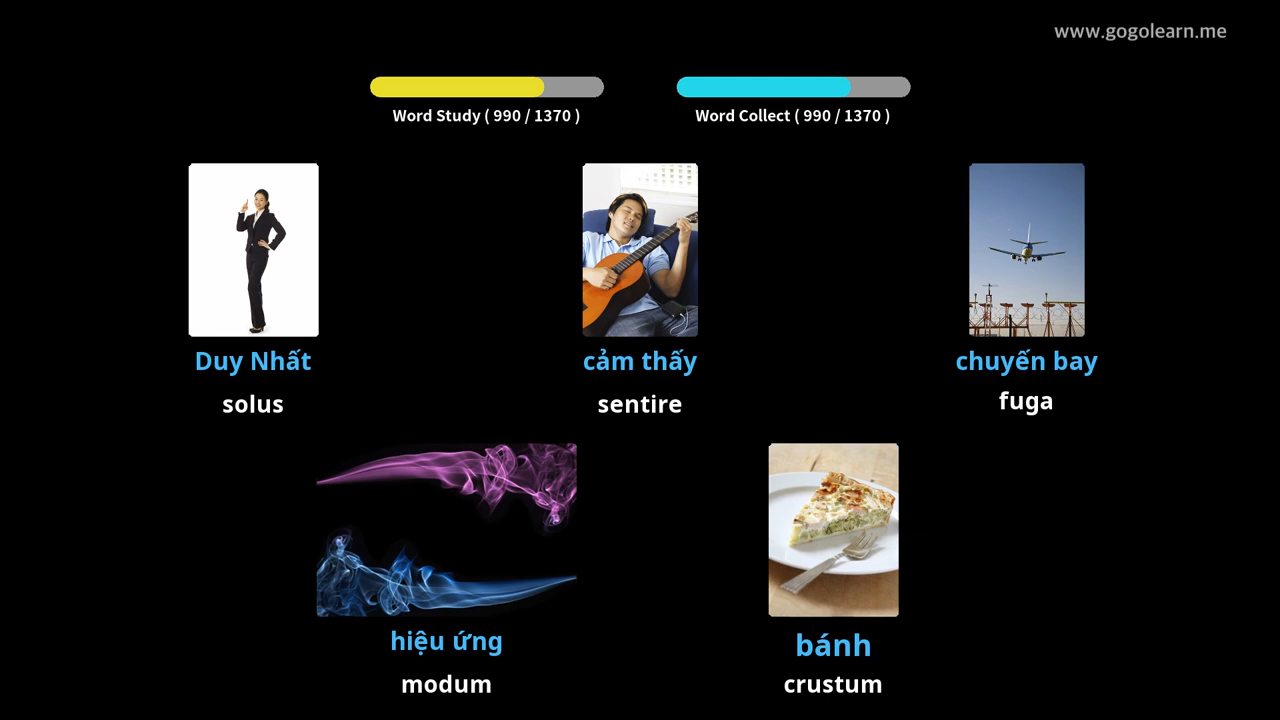 www.gogolearn.me
Word Study ( 990 / 1370 )
Word Collect ( 990 / 1370 )
Duy Nhất
cảm thấy
chuyến bay
solus
sentire
fuga
hiệu ứng
bánh
modum
crustum